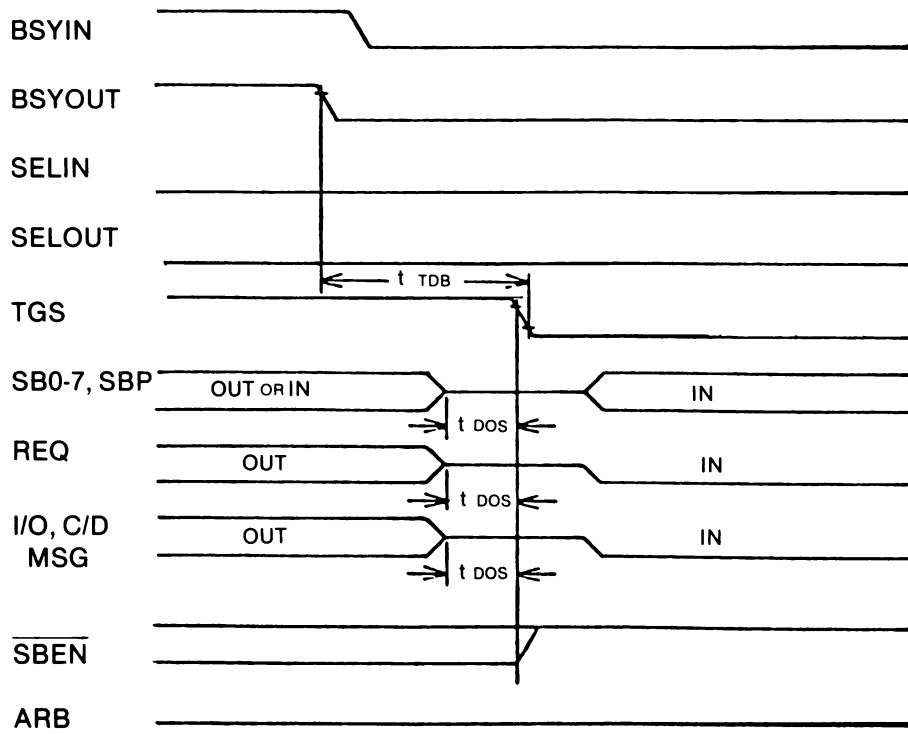 BSYIN
BSYOUT
SELIN
SELOUT
t TDB
TGS
SB0-7, SBP
OUT OR IN
IN
t DOS
REQ
OUT
IN
t DOS
I/O, C/D
MSG
OUT
IN
t DOS
SBEN
ARB